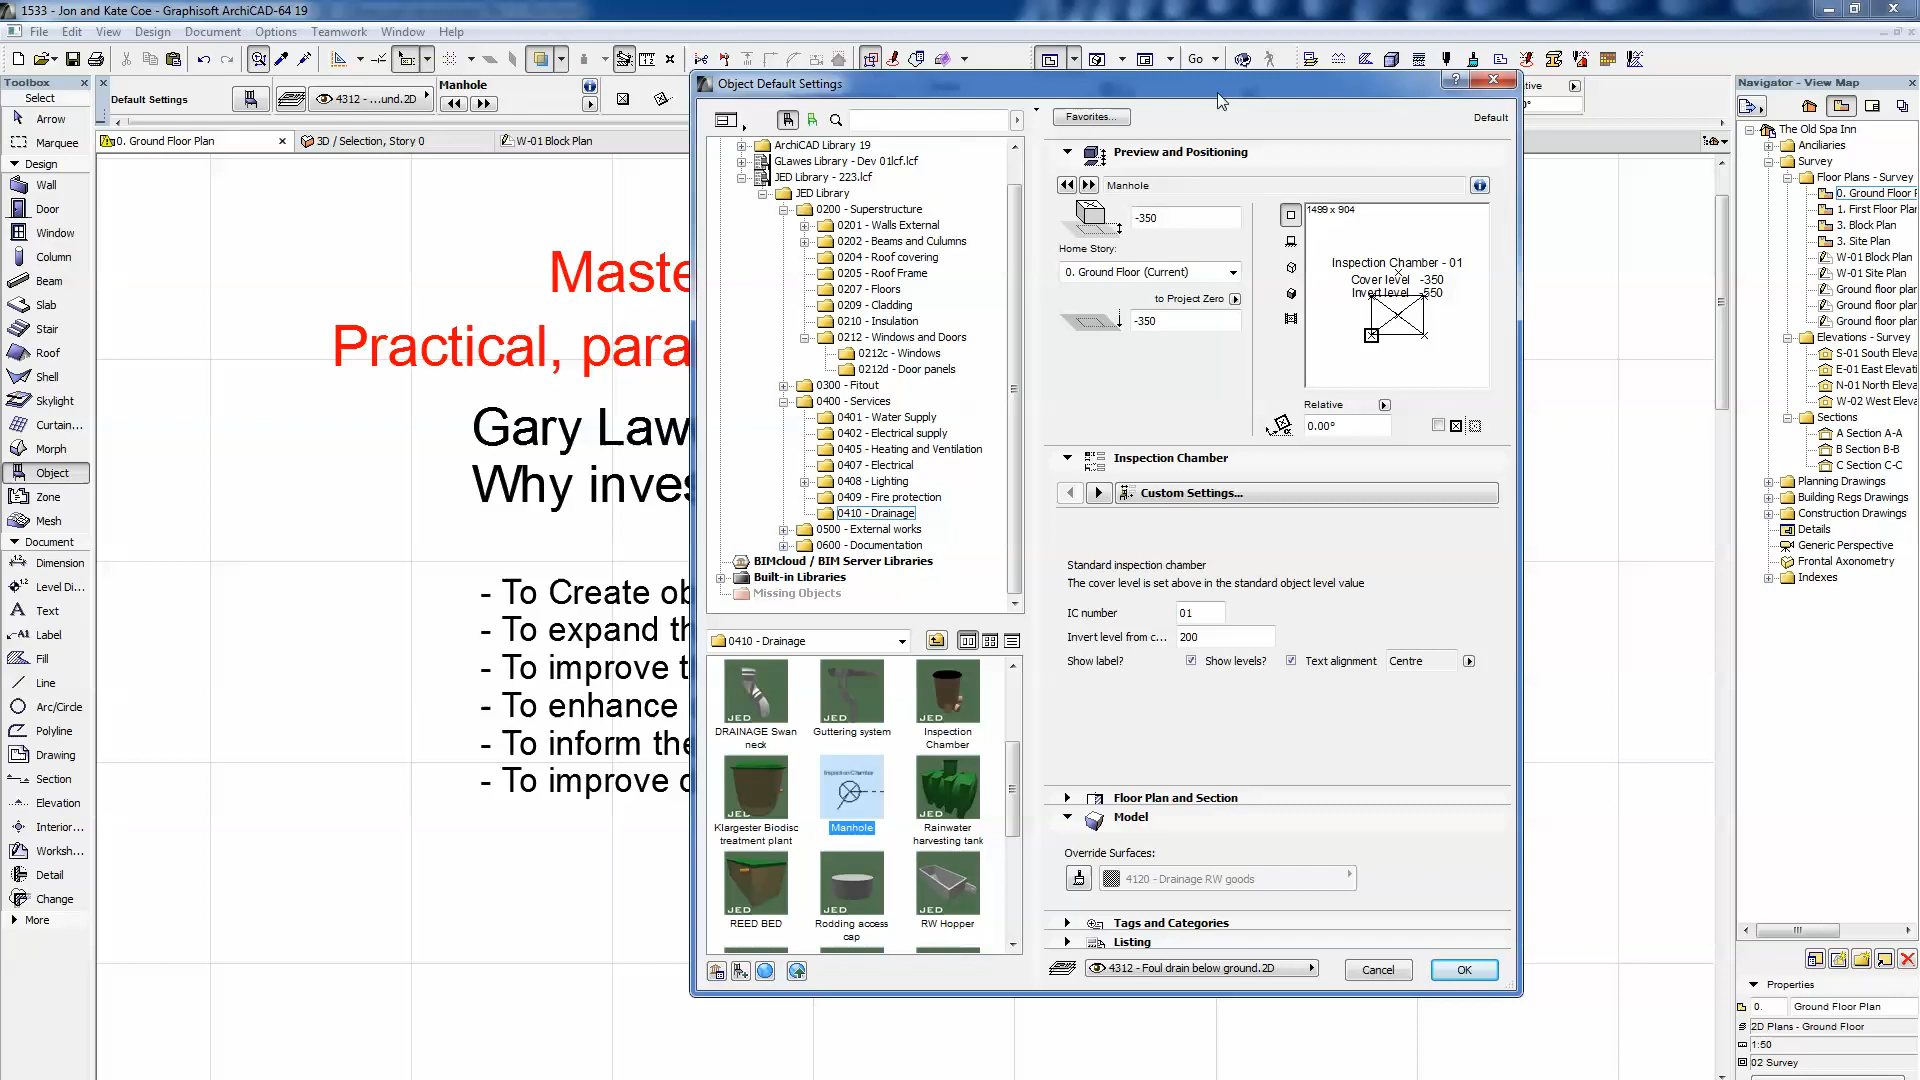 1533 - Jon and Kate Coe - Graphisoft ArchiCAD-64 19
File Edit View Design Document Options Teamwork Window Help
Go
Toolbox
Select
Default Settings
4312 - ...und.2D
Manhole
Arrow
Marquee
Design
Wall
Door
Window
Column
Beam
Slab
Stair
Roof
Shell
Skylight
Curtain...
Morph
Object
Zone
Mesh
Document
Dimension
Level Di...
Text
Label
Fill
Line
Arc/Circle
Polyline
Drawing
Section
Elevation
Interior...
Worksh...
Detail
Change
More
0. Ground Floor Plan
3D / Selection, Story 0
W-01 Block Plan
Maste
Practical, para
Gary Law
Why inves
- To Create ob
- To expand th
- To improve t
- To enhance
- To inform the
- To improve c
Object Default Settings
ArchiCAD Library 19
GLawes Library - Dev 01lcf.lcf
JED Library - 223.lcf
JED Library
0200 - Superstructure
0201 - Walls External
0202 - Beams and Culumns
0204 - Roof covering
0205 - Roof Frame
0207 - Floors
0209 - Cladding
0210 - Insulation
0212 - Windows and Doors
0212c - Windows
0212d - Door panels
0300 - Fitout
0400 - Services
0401 - Water Supply
0402 - Electrical supply
0405 - Heating and Ventilation
0407 - Electrical
0408 - Lighting
0409 - Fire protection
0410 - Drainage
0500 - External works
0600 - Documentation
BIMcloud / BIM Server Libraries
Built-in Libraries
Missing Objects
0410 - Drainage
JED
JED
JED
DRAINAGE Swan neck
Guttering system
Inspection Chamber
JED
Inspection Chamber
JED
Klargester Biodisc treatment plant
Manhole
Rainwater harvesting tank
JED
JED
JED
REED BED
Rodding access cap
RW Hopper
Favorites...
Default
Preview and Positioning
Manhole
-350
Home Story:
0. Ground Floor (Current)
to Project Zero
-350
1499 x 904
Inspection Chamber - 01
Cover level -350
Invert level -550
Relative
0.00°
Inspection Chamber
Custom Settings...
Standard inspection chamber
The cover level is set above in the standard object level value
IC number 01
Invert level from c... 200
Show label? Show levels? Text alignment Centre
Floor Plan and Section
Model
Override Surfaces:
4120 - Drainage RW goods
Tags and Categories
Listing
4312 - Foul drain below ground.2D
Cancel
OK
Navigator - View Map
The Old Spa Inn
Anciliaries
Survey
Floor Plans - Survey
0. Ground Floor P
1. First Floor Plan
3. Block Plan
3. Site Plan
W-01 Block Plan
W-01 Site Plan
Ground floor plan
Ground floor plan
Ground floor plan
Elevations - Survey
S-01 South Eleva
E-01 East Elevati
N-01 North Eleva
W-02 West Eleva
Sections
A Section A-A
B Section B-B
C Section C-C
Planning Drawings
Building Regs Drawings
Construction Drawings
Details
Generic Perspective
Frontal Axonometry
Indexes
Properties
0. Ground Floor Plan
2D Plans - Ground Floor
1:50
02 Survey